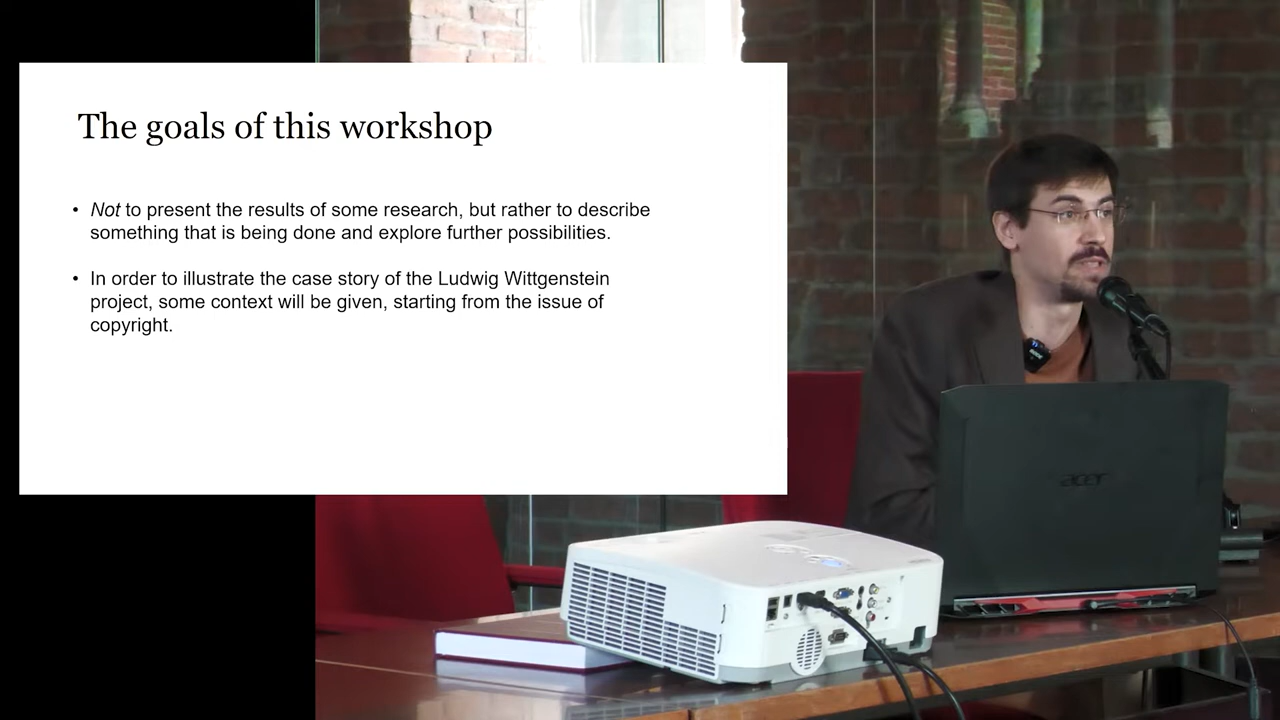 The goals of this workshop
• Not to present the results of some research, but rather to describe
something that is being done and explore further possibilities.
• In order to illustrate the case story of the Ludwig Wittgenstein
project, some context will be given, starting from the issue of
copyright.
acer